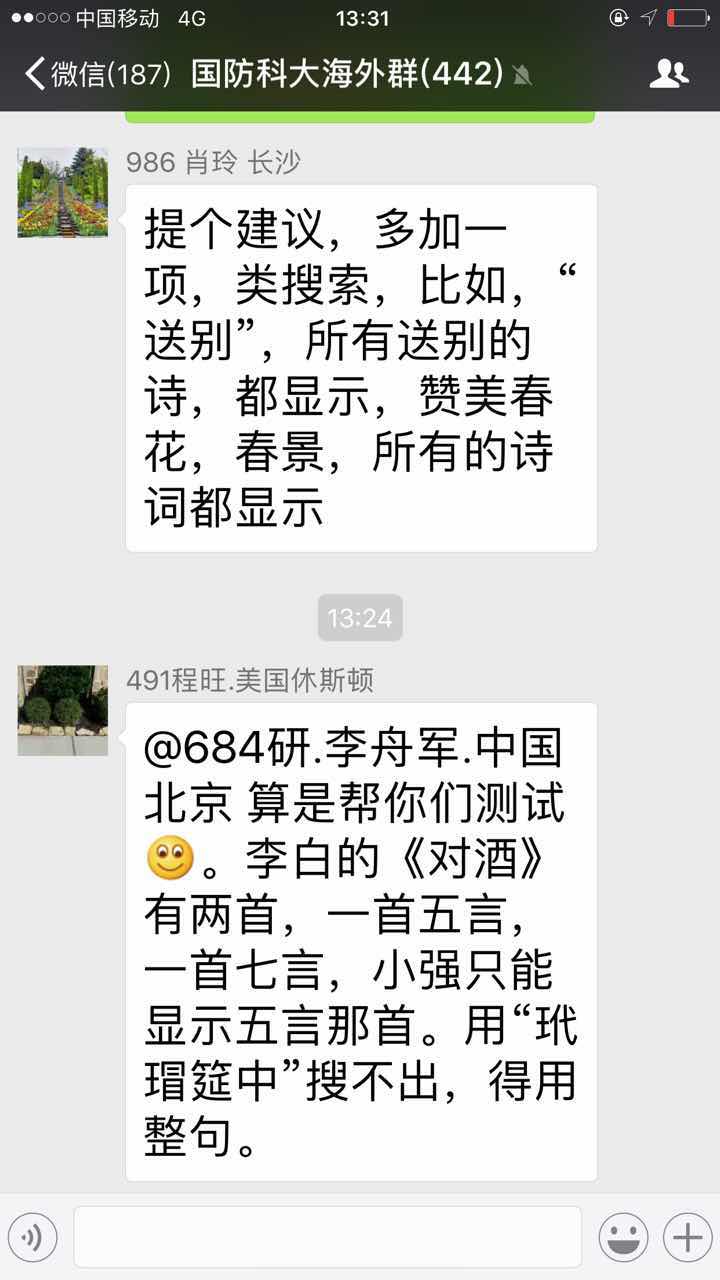 中国移动 4G 13:31
微信(187) 国防科大海外群(442)
986 肖玲 长沙
提个建议，多加一
项，类搜索，比如，“
送别”，所有送别的
诗，都显示，赞美春
花，春景，所有的诗
词都显示
13:24
491程旺.美国休斯顿
@684研.李舟军.中国
北京 算是帮你们测试
🙂。李白的《对酒》
有两首，一首五言，
一首七言，小强只能
显示五言那首。用“玳
瑁筵中”搜不出，得用
整句。